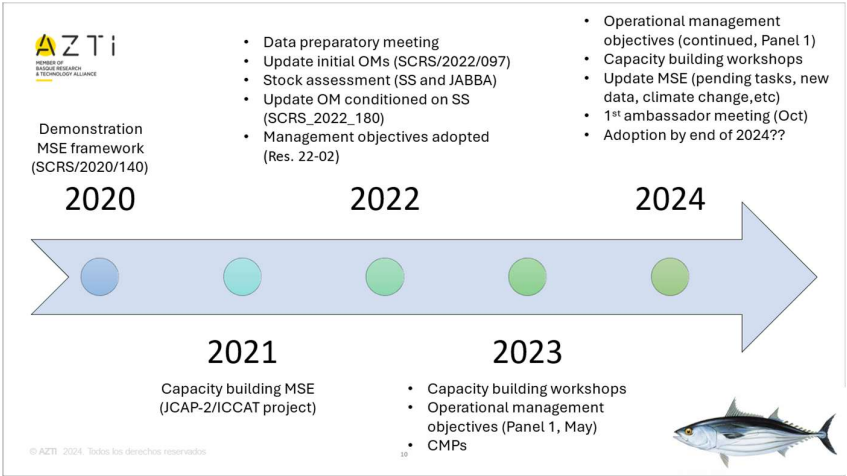 AZTi
MEMBER OF
BASQUE RESEARCH
& TECHNOLOGY ALLIANCE
Demonstration
MSE framework
(SCRS/2020/140)
2020
• Data preparatory meeting
• Update initial OMs (SCRS/2022/097)
• Stock assessment (SS and JABBA)
• Update OM conditioned on SS
(SCRS_2022_180)
• Management objectives adopted
(Res. 22-02)
2022
• Operational management
objectives (continued, Panel 1)
• Capacity building workshops
• Update MSE (pending tasks, new
data, climate change,etc)
• 1st ambassador meeting (Oct)
• Adoption by end of 2024??
2024
2021
Capacity building MSE
(JCAP-2/ICCAT project)
2023
• Capacity building workshops
• Operational management
objectives (Panel 1, May)
• CMPs
© AZTI 2024. Todos los derechos reservados
10